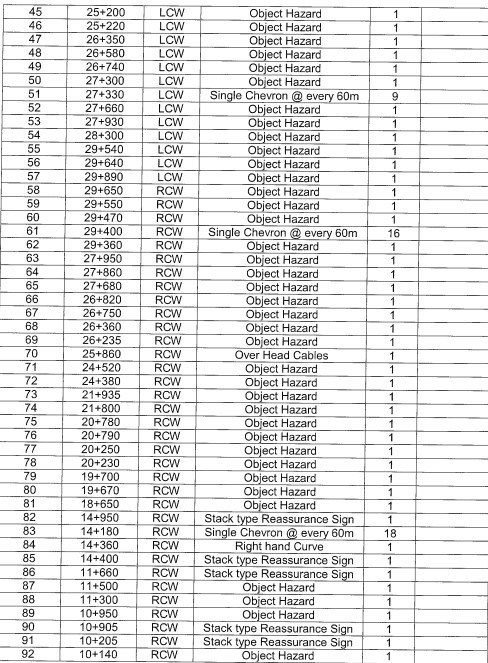 45 25+200 LCW Object Hazard 1
46 25+220 LCW Object Hazard 1
47 26+350 LCW Object Hazard 1
48 26+580 LCW Object Hazard 1
49 26+740 LCW Object Hazard 1
50 27+300 LCW Object Hazard 1
51 27+330 LCW Single Chevron @ every 60m 9
52 27+660 LCW Object Hazard 1
53 27+930 LCW Object Hazard 1
54 28+300 LCW Object Hazard 1
55 29+540 LCW Object Hazard 1
56 29+640 LCW Object Hazard 1
57 29+890 LCW Object Hazard 1
58 29+650 RCW Object Hazard 1
59 29+550 RCW Object Hazard 1
60 29+470 RCW Object Hazard 1
61 29+400 RCW Single Chevron @ every 60m 16
62 29+360 RCW Object Hazard 1
63 27+950 RCW Object Hazard 1
64 27+860 RCW Object Hazard 1
65 27+680 RCW Object Hazard 1
66 26+820 RCW Object Hazard 1
67 26+750 RCW Object Hazard 1
68 26+360 RCW Object Hazard 1
69 26+235 RCW Object Hazard 1
70 25+860 RCW Over Head Cables 1
71 24+520 RCW Object Hazard 1
72 24+380 RCW Object Hazard 1
73 21+935 RCW Object Hazard 1
74 21+800 RCW Object Hazard 1
75 20+780 RCW Object Hazard 1
76 20+790 RCW Object Hazard 1
77 20+250 RCW Object Hazard 1
78 20+230 RCW Object Hazard 1
79 19+700 RCW Object Hazard 1
80 19+670 RCW Object Hazard 1
81 18+650 RCW Object Hazard 1
82 14+950 RCW Stack type Reassurance Sign 1
83 14+180 RCW Single Chevron @ every 60m 18
84 14+360 RCW Right hand Curve 1
85 14+400 RCW Stack type Reassurance Sign 1
86 11+660 RCW Stack type Reassurance Sign 1
87 11+500 RCW Object Hazard 1
88 11+300 RCW Object Hazard 1
89 10+950 RCW Object Hazard 1
90 10+905 RCW Stack type Reassurance Sign 1
91 10+205 RCW Stack type Reassurance Sign 1
92 10+140 RCW Object Hazard 1